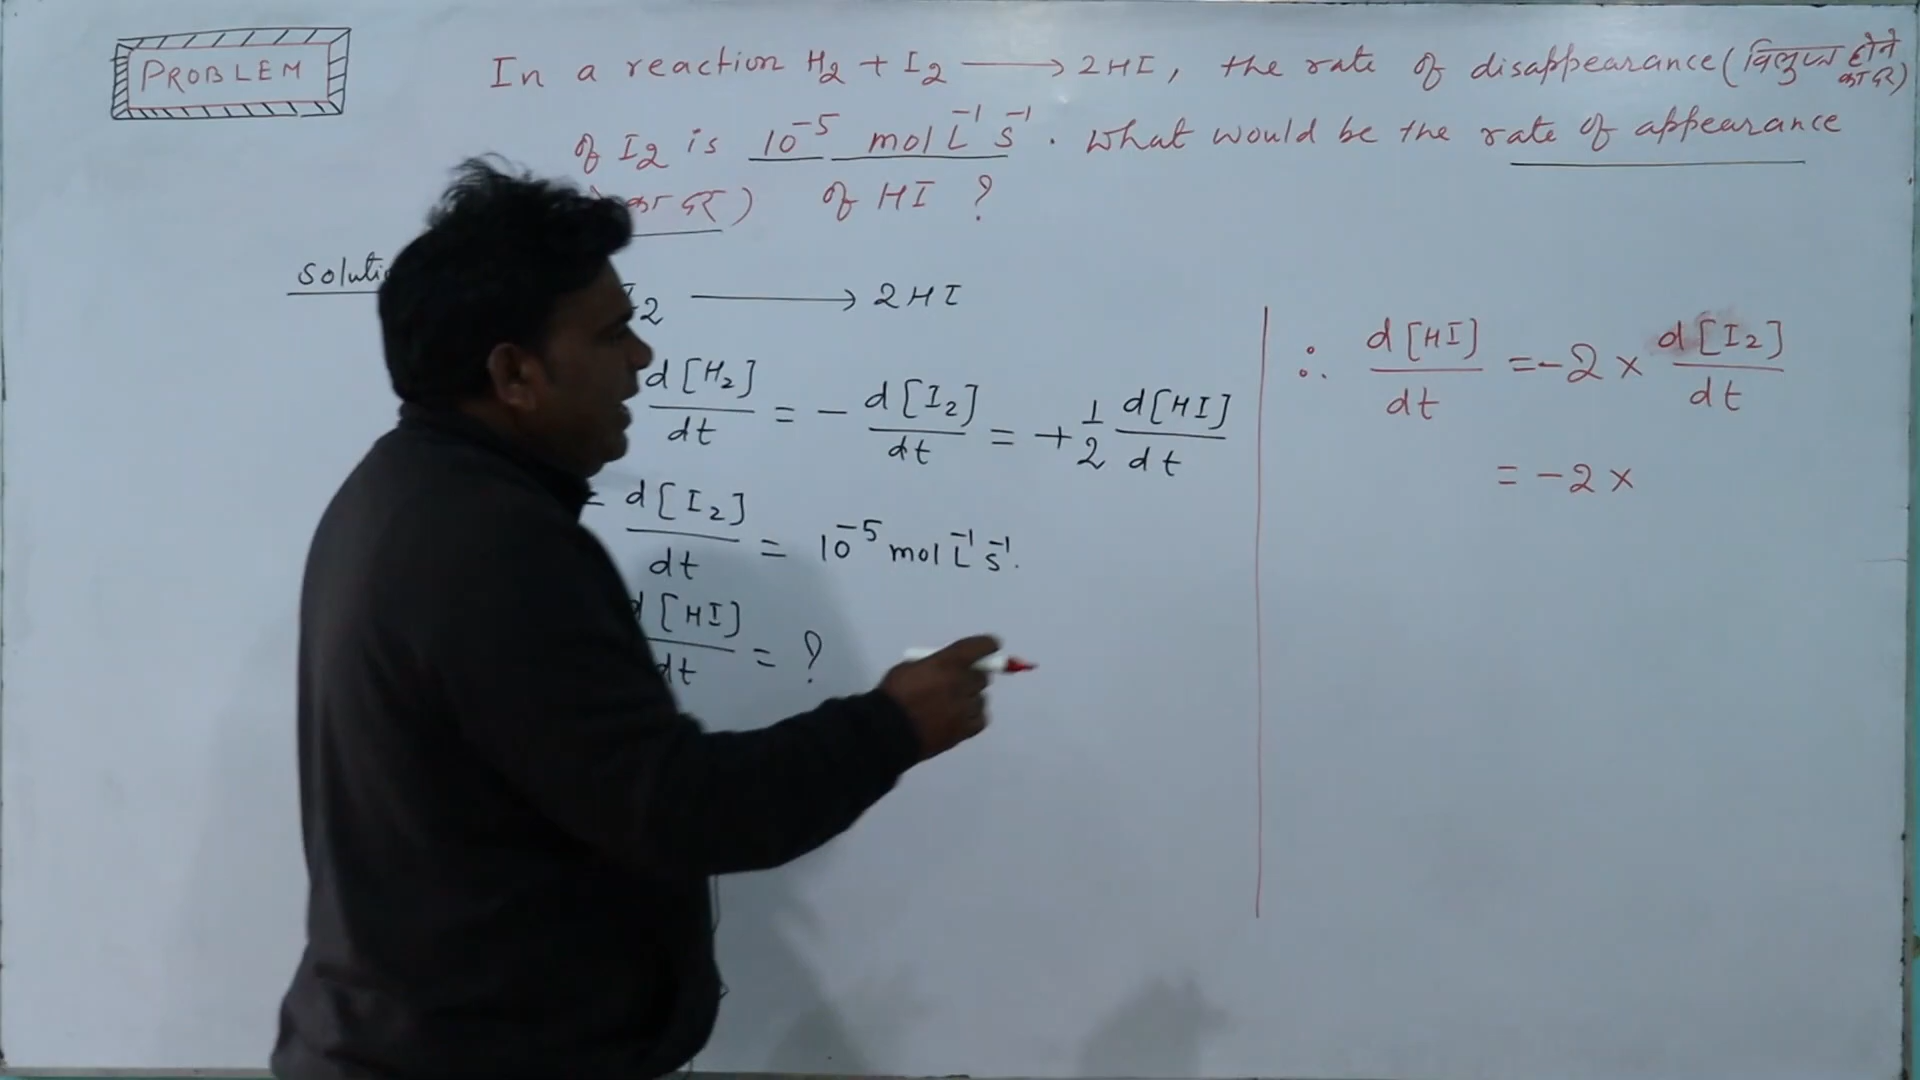 PROBLEM
In a reaction H₂ + I₂ ⟶ 2HI, the rate of disappearance (विलुप्त होने का दर)
of I₂ is 10⁻⁵ mol L⁻¹ S⁻¹. What would be the rate of appearance
का दर) of HI ?
Soluti
I₂ ⟶ 2HI
d[H₂]/dt = - d[I₂]/dt = + 1/2 d[HI]/dt
- d[I₂]/dt = 10⁻⁵ mol L⁻¹ S⁻¹.
d[HI]/dt = ?
∴ d[HI]/dt = -2 × d[I₂]/dt
= -2 ×